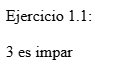 Ejercicio 1.1:
3 es impar